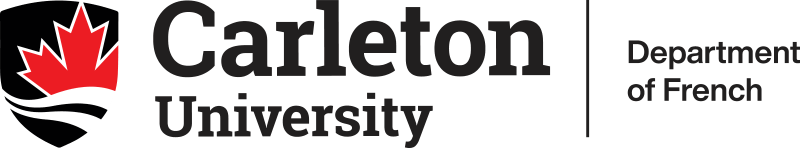 Carleton
University
Department
of French